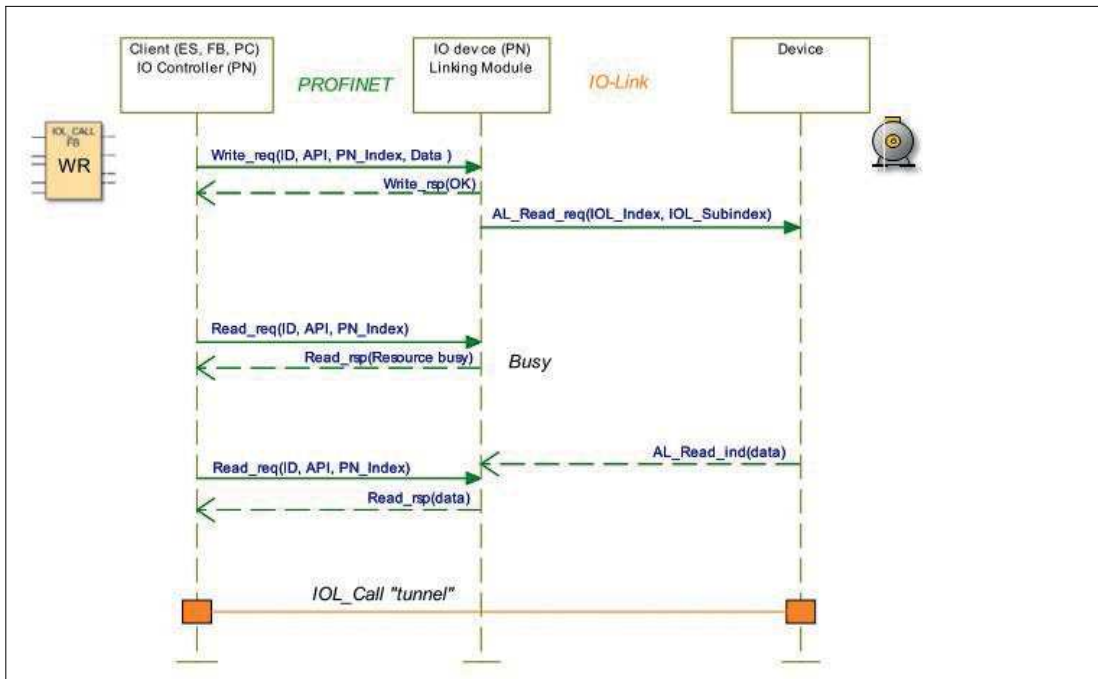 Client (ES, FB, PC)
IO Controller (PN)
PROFINET
IO devce (PN)
Linking Module
IO-Link
Device
IOL_CALL
FB
WR
Write_req(ID, API, PN_Index, Data )
Write_rsp(OK)
AL_Read_req(IOL_Index, IOL_Subindex)
Read_req(ID, API, PN_Index)
Read_rsp(Resource busy)
Busy
AL_Read_ind(data)
Read_req(ID, API, PN_Index)
Read_rsp(data)
IOL_Call "tunnel"